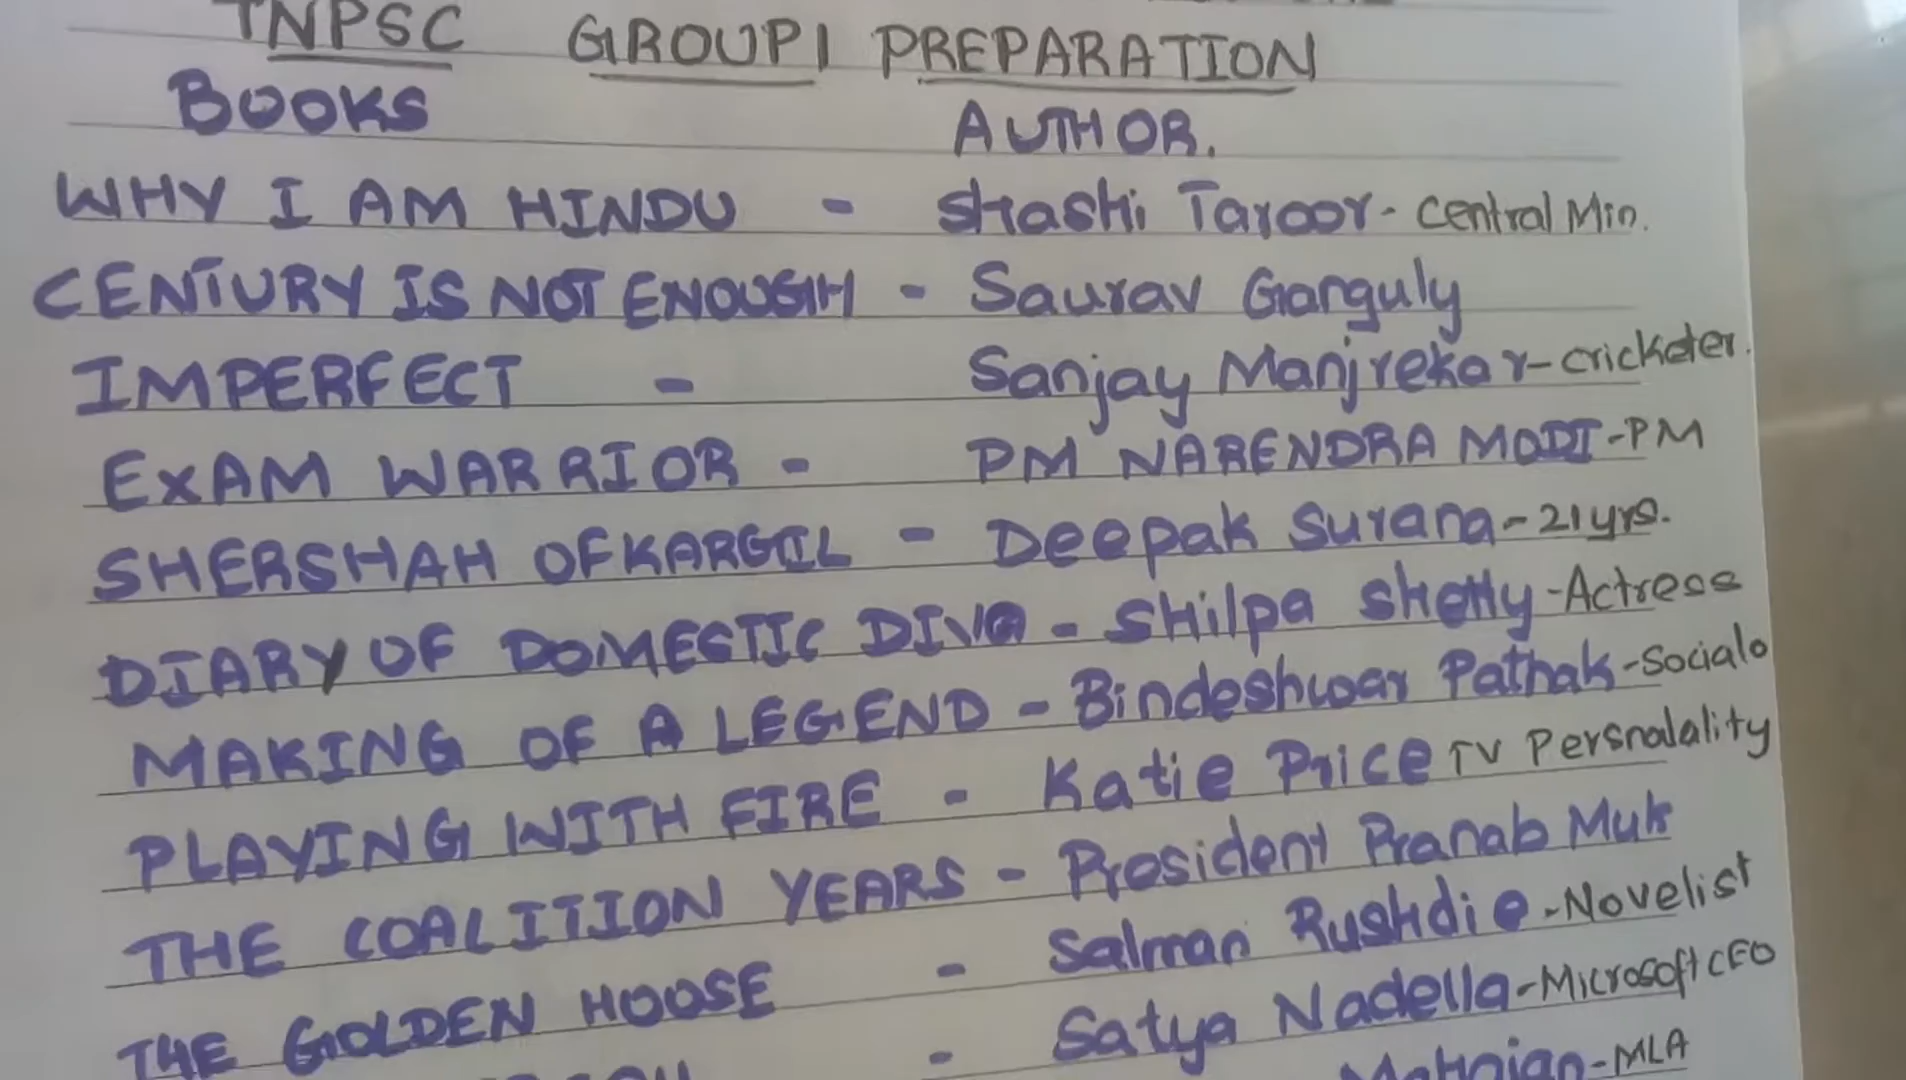 TNPSC GROUP1 PREPARATION
BOOKS AUTHOR.
WHY I AM HINDU - Shashi Taroor - Central Min.
CENTURY IS NOT ENOUGH - Saurav Ganguly
IMPERFECT - Sanjay Manjrekar - cricketer.
EXAM WARRIOR - PM NARENDRA MODI - PM
SHERSHAH OF KARGIL - Deepak Surana - 21 yrs.
DIARY OF DOMESTIC DIVA - Shilpa Shetty - Actress
MAKING OF A LEGEND - Bindeshwar Pathak - Socialo
PLAYING WITH FIRE - Katie Price TV Persnalality
THE COALITION YEARS - President Pranab Muk
THE GOLDEN HOOSE - Salman Rushdie - Novelist
- Satya Nadella - Microsoft CEO
- MLA